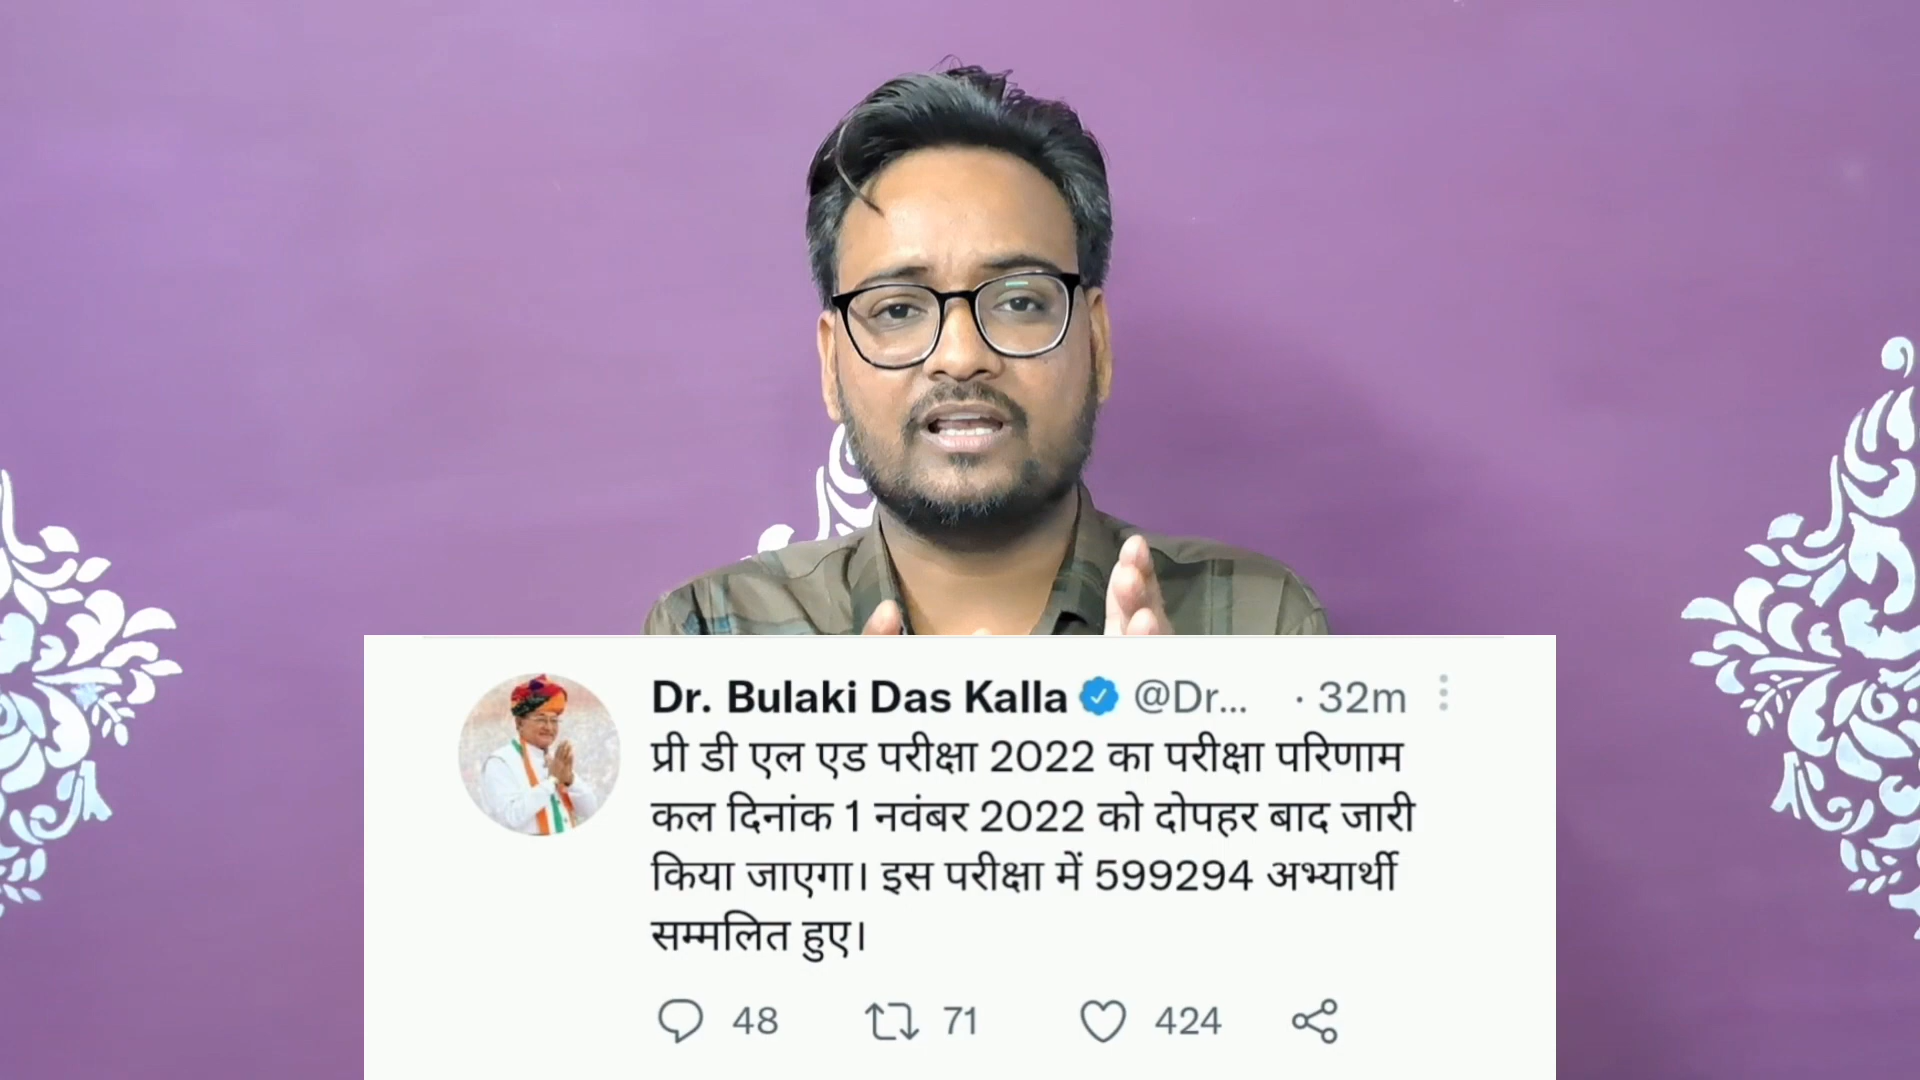 Dr. Bulaki Das Kalla @Dr... · 32m
प्री डी एल एड परीक्षा 2022 का परीक्षा परिणाम
कल दिनांक 1 नवंबर 2022 को दोपहर बाद जारी
किया जाएगा। इस परीक्षा में 599294 अभ्यार्थी
सम्मलित हुए।
48 71 424